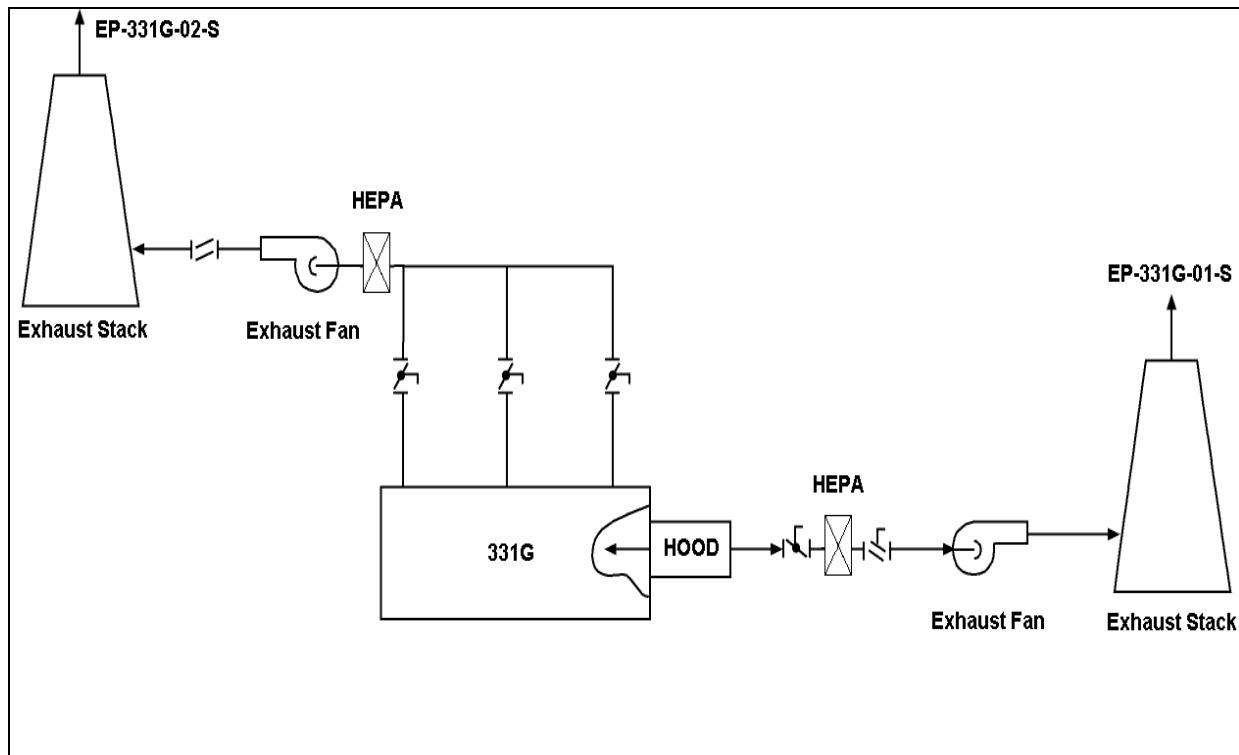 EP-331G-02-S
HEPA
Exhaust Stack
Exhaust Fan
EP-331G-01-S
HEPA
331G
HOOD
Exhaust Fan
Exhaust Stack